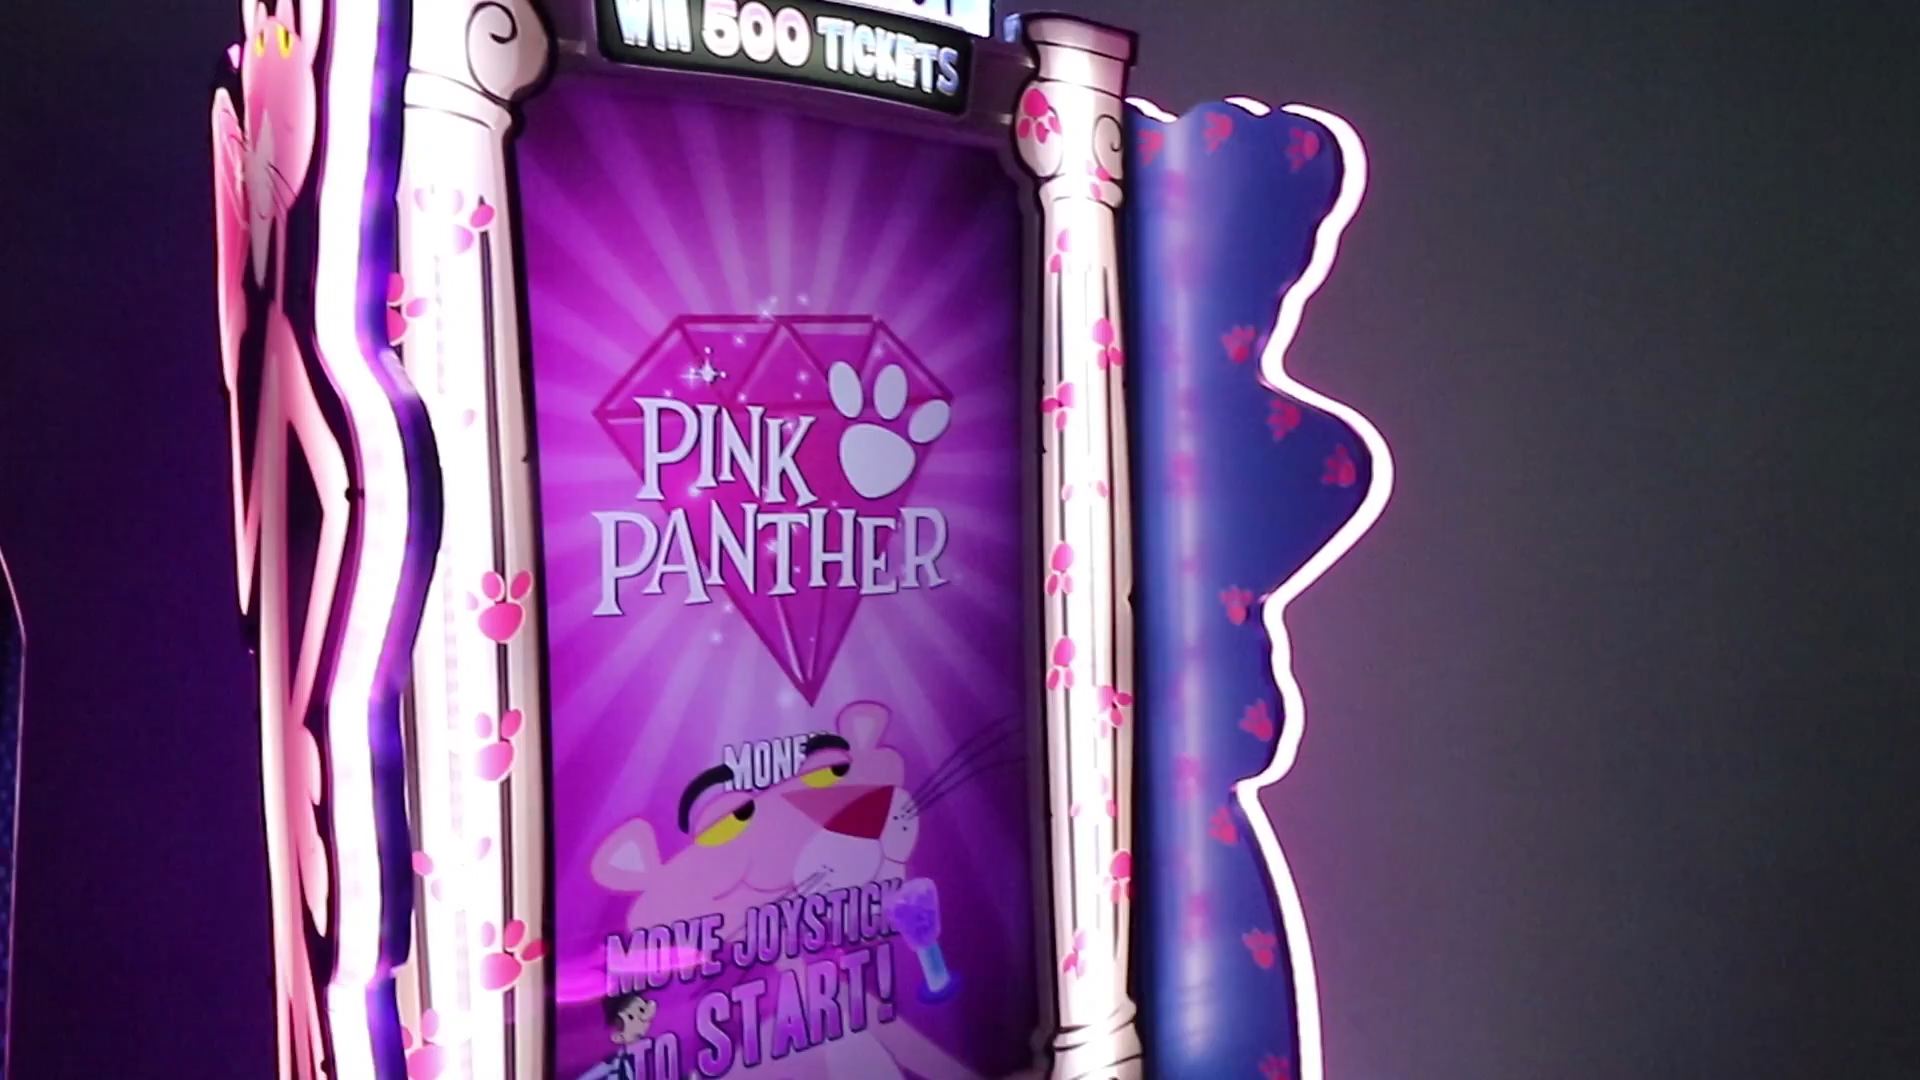 WIN 500 TICKETS
PINK
PANTHER
MOVE JOYSTICK
TO START!